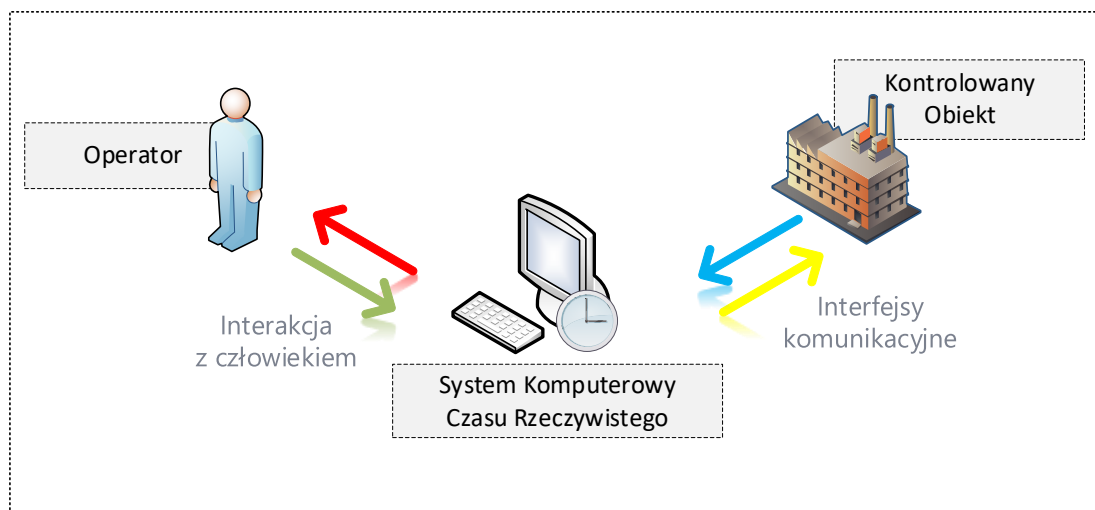 Kontrolowany
Obiekt
Operator
Interakcja
z człowiekiem
Interfejsy
komunikacyjne
System Komputerowy
Czasu Rzeczywistego